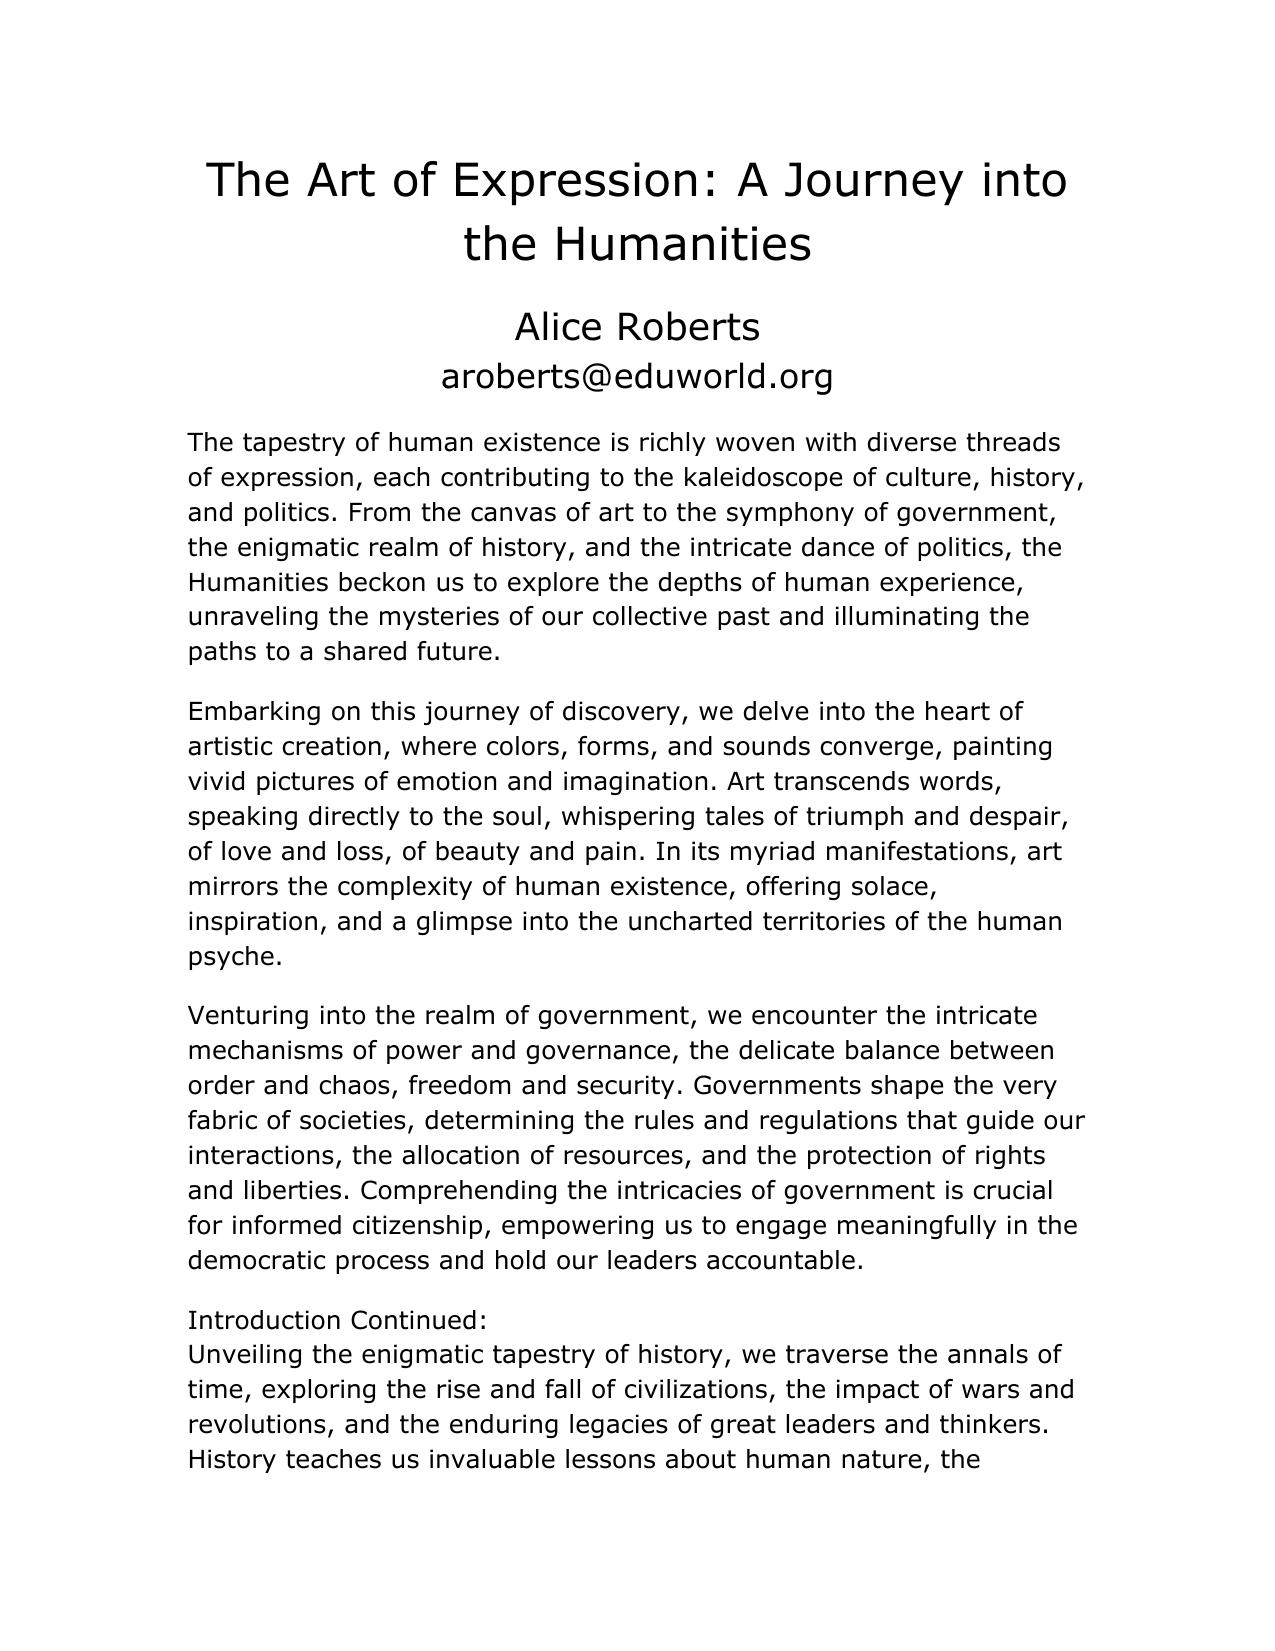 The Art of Expression: A Journey into
the Humanities
Alice Roberts
aroberts@eduworld.org
The tapestry of human existence is richly woven with diverse threads
of expression, each contributing to the kaleidoscope of culture, history,
and politics. From the canvas of art to the symphony of government,
the enigmatic realm of history, and the intricate dance of politics, the
Humanities beckon us to explore the depths of human experience,
unraveling the mysteries of our collective past and illuminating the
paths to a shared future.
Embarking on this journey of discovery, we delve into the heart of
artistic creation, where colors, forms, and sounds converge, painting
vivid pictures of emotion and imagination. Art transcends words,
speaking directly to the soul, whispering tales of triumph and despair,
of love and loss, of beauty and pain. In its myriad manifestations, art
mirrors the complexity of human existence, offering solace,
inspiration, and a glimpse into the uncharted territories of the human
psyche.
Venturing into the realm of government, we encounter the intricate
mechanisms of power and governance, the delicate balance between
order and chaos, freedom and security. Governments shape the very
fabric of societies, determining the rules and regulations that guide our
interactions, the allocation of resources, and the protection of rights
and liberties. Comprehending the intricacies of government is crucial
for informed citizenship, empowering us to engage meaningfully in the
democratic process and hold our leaders accountable.
Introduction Continued:
Unveiling the enigmatic tapestry of history, we traverse the annals of
time, exploring the rise and fall of civilizations, the impact of wars and
revolutions, and the enduring legacies of great leaders and thinkers.
History teaches us invaluable lessons about human nature, the